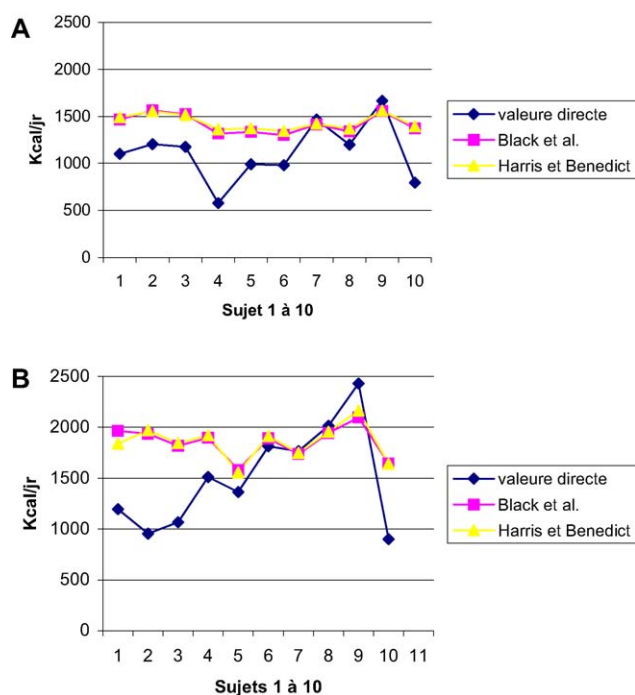 A
2500
2000
1500
1000
500
0
Kcal/jr
1 2 3 4 5 6 7 8 9 10
Sujet 1 à 10
valeure directe
Black et al.
Harris et Benedict
B
2500
2000
1500
1000
500
0
Kcal/jr
1 2 3 4 5 6 7 8 9 10 11
Sujets 1 à 10
valeure directe
Black et al.
Harris et Benedict